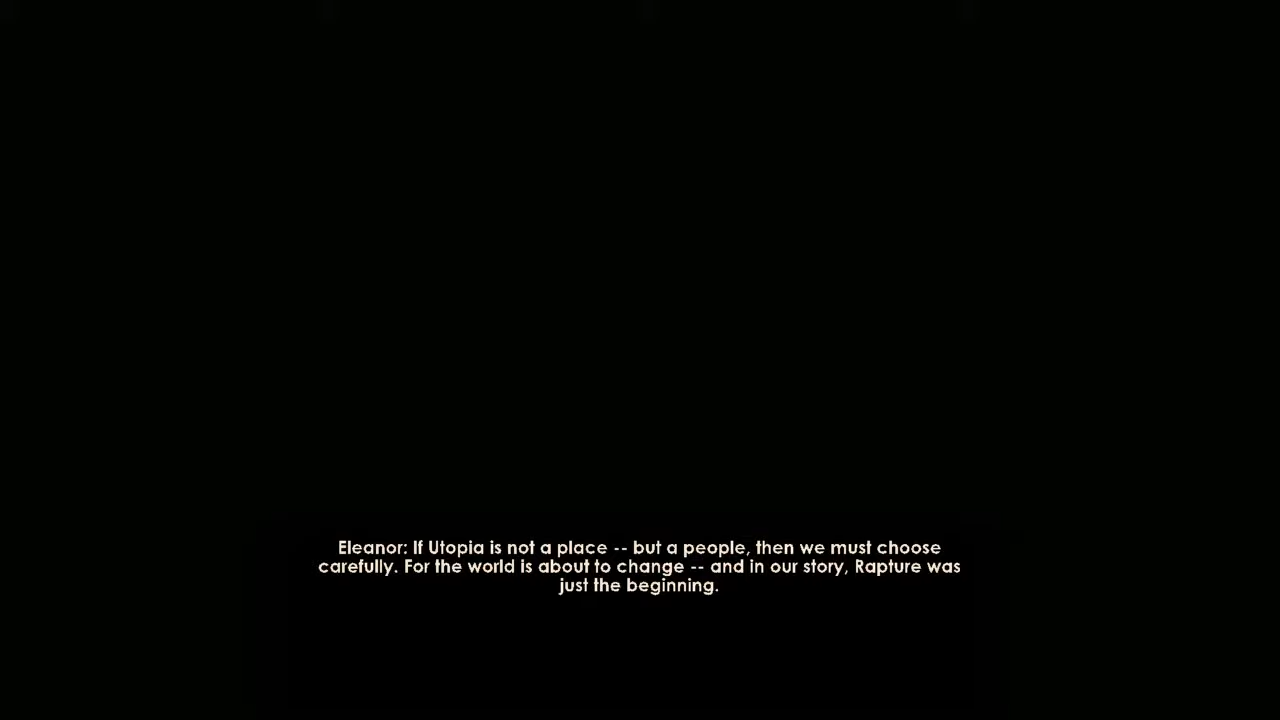 Eleanor: If Utopia is not a place -- but a people, then we must choose
carefully. For the world is about to change -- and in our story, Rapture was
just the beginning.